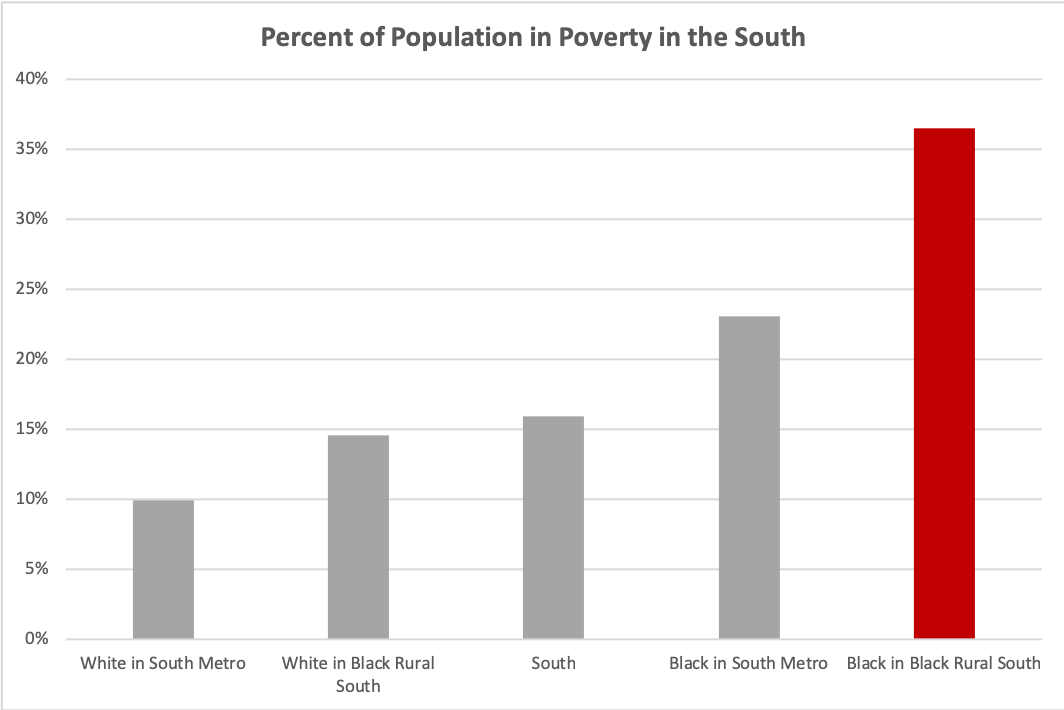 Percent of Population in Poverty in the South
40%
35%
30%
25%
20%
15%
10%
5%
0%
White in South Metro
White in Black Rural
South
South
Black in South Metro
Black in Black Rural South